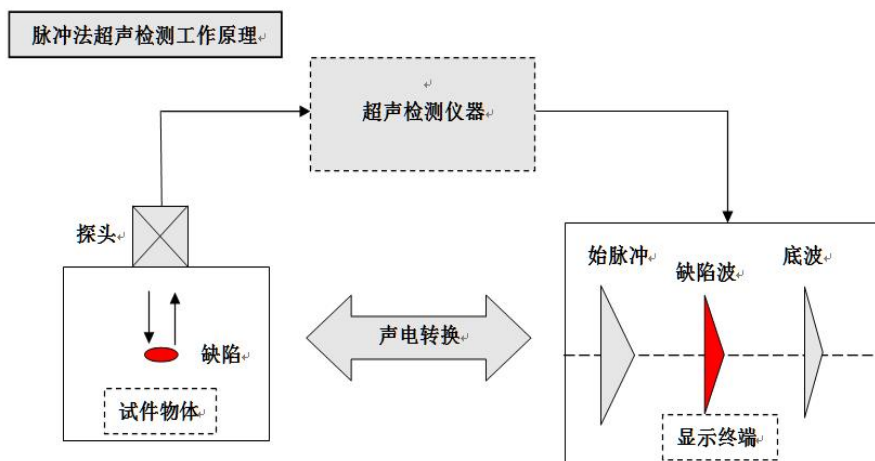 脉冲法超声检测工作原理
超声检测仪器
探头
始脉冲
缺陷波
底波
声电转换
缺陷
试件物体
显示终端